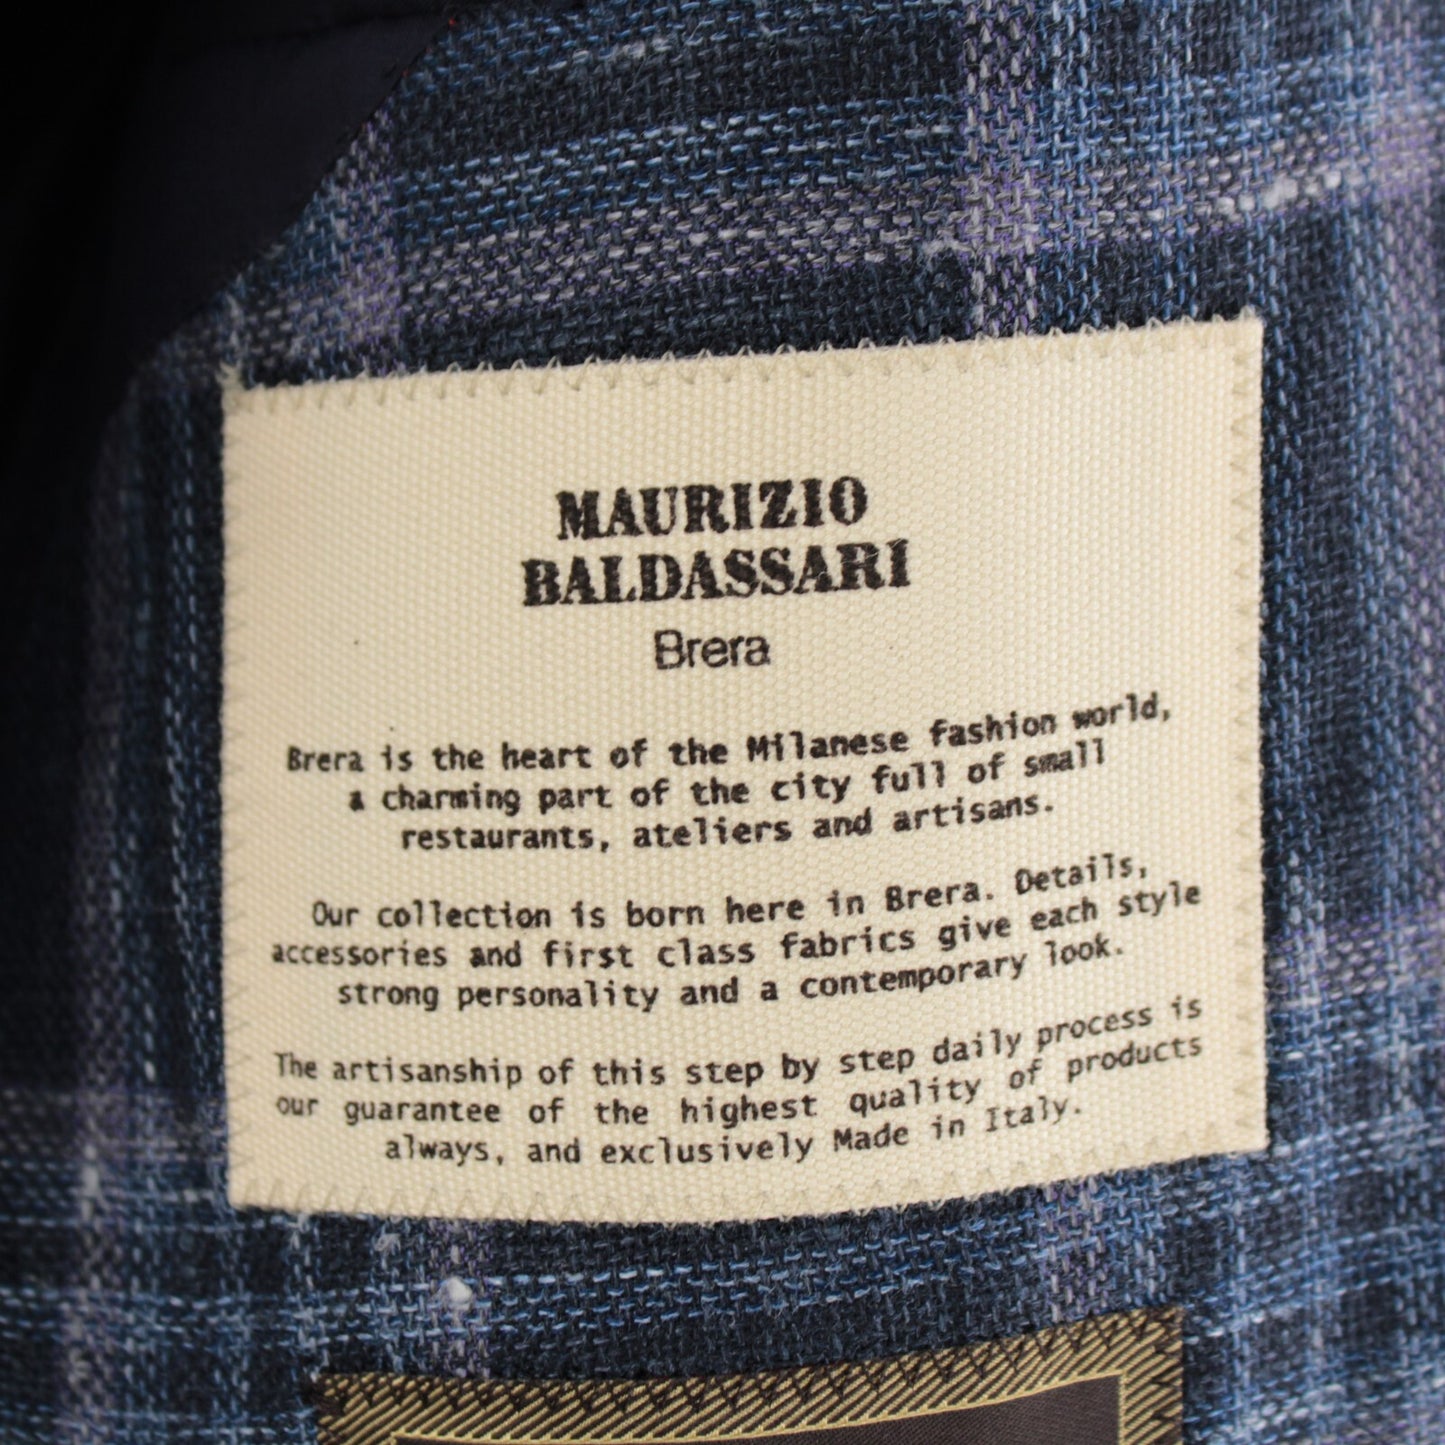 MAURIZIO
BALDASSARI
Brera
Brera is the heart of the Milanese fashion world,
a charming part of the city full of small
restaurants, ateliers and artisans.
Our collection is born here in Brera. Details,
accessories and first class fabrics give each style
strong personality and a contemporary look.
The artisanship of this step by step daily process is
our guarantee of the highest quality of products
always, and exclusively Made in Italy.